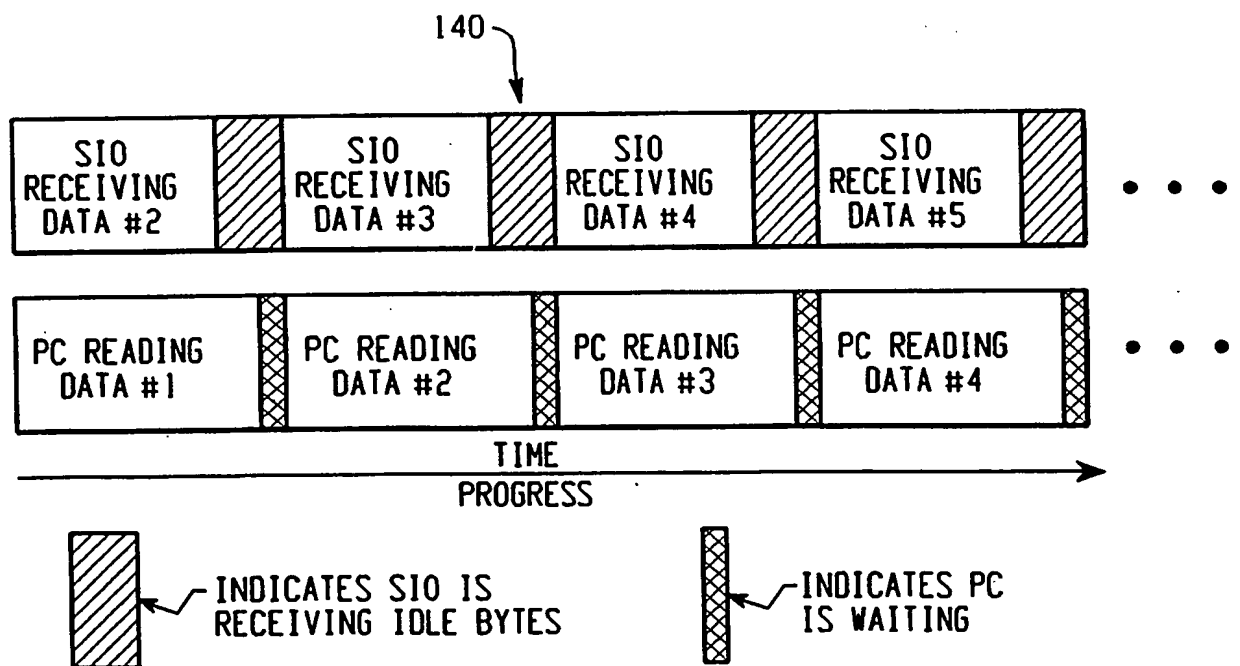 140
SIO RECEIVING DATA #2
SIO RECEIVING DATA #3
SIO RECEIVING DATA #4
SIO RECEIVING DATA #5
PC READING DATA #1
PC READING DATA #2
PC READING DATA #3
PC READING DATA #4
TIME
PROGRESS
INDICATES SIO IS
RECEIVING IDLE BYTES
INDICATES PC
IS WAITING